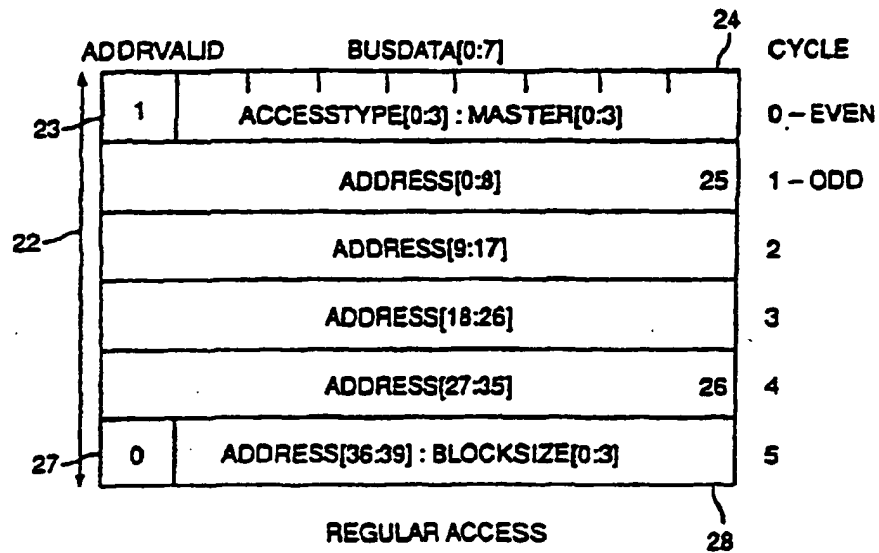 24
ADDRVALID BUSDATA[0:7] CYCLE
23 1 ACCESSTYPE[0:3] : MASTER[0:3] 0 – EVEN
ADDRESS[0:8] 25 1 – ODD
22 ADDRESS[9:17] 2
ADDRESS[18:26] 3
ADDRESS[27:35] 26 4
27 0 ADDRESS[36:39] : BLOCKSIZE[0:3] 5
REGULAR ACCESS 28